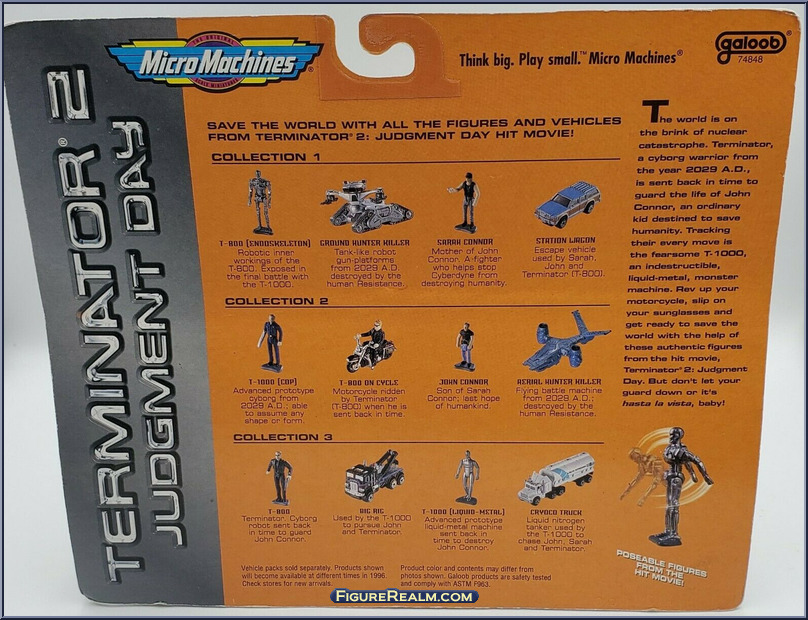 TERMINATOR® 2
JUDGMENT DAY
THE ORIGINAL
Micro Machines®
Think big. Play small.™ Micro Machines®
galoob®
74848
SAVE THE WORLD WITH ALL THE FIGURES AND VEHICLES
FROM TERMINATOR® 2: JUDGMENT DAY HIT MOVIE!
COLLECTION 1
T-800 (ENDOSKELETON)
Robotic inner
workings of the
T-800. Exposed in
the final battle with
the T-1000.
GROUND HUNTER KILLER
Tank-like robot
gun-platforms
from 2029 A.D.
destroyed by the
human Resistance.
SARAH CONNOR
Mother of John
Connor. A fighter
who helps stop
Cyberdyne from
destroying humanity.
STATION WAGON
Escape vehicle
used by Sarah,
John and
Terminator (T-800).
COLLECTION 2
T-1000 (COP)
Advanced prototype
cyborg from
2029 A.D.; able
to assume any
shape or form.
T-800 ON CYCLE
Motorcycle ridden
by Terminator
(T-800) when he is
sent back in time.
JOHN CONNOR
Son of Sarah
Connor; last hope
of humankind.
AERIAL HUNTER KILLER
Flying battle machine
from 2029 A.D.;
destroyed by the
human Resistance.
COLLECTION 3
T-800
Terminator. Cyborg
robot sent back
in time to guard
John Connor.
BIG RIG
Used by the T-1000
to pursue John
and Terminator.
T-1000 (LIQUID-METAL)
Advanced prototype
liquid-metal machine
sent back in
time to destroy
John Connor.
CRYOCO TRUCK
Liquid nitrogen
tanker used by
the T-1000 to
chase John, Sarah
and Terminator.
The world is on
the brink of nuclear
catastrophe. Terminator,
a cyborg warrior from
the year 2029 A.D.,
is sent back in time to
guard the life of John
Connor, an ordinary
kid destined to save
humanity. Tracking
their every move is
the fearsome T-1000,
an indestructible,
liquid-metal, monster
machine. Rev up your
motorcycle, slip on
your sunglasses and
get ready to save the
world with the help of
these authentic figures
from the hit movie,
Terminator® 2: Judgment
Day. But don't let your
guard down or it's
hasta la vista, baby!
POSEABLE FIGURES
FROM THE
HIT MOVIE!
Vehicle packs sold separately. Products shown
will become available at different times in 1996.
Check stores for new arrivals.
Product color and contents may differ from
photos shown. Galoob products are safety tested
and comply with ASTM F963.
FIGUREREALM.COM